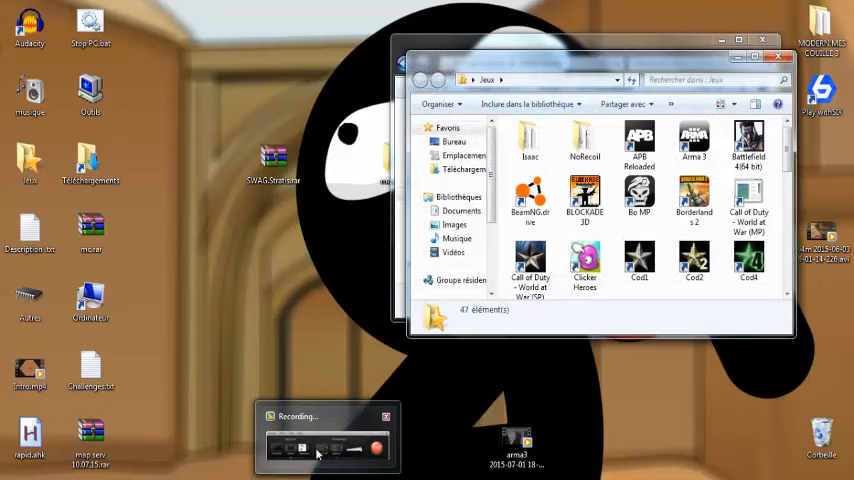 Audacity
Stop PC.bat
musique
Outils
Jeux
Téléchargements
SWAG.Stratis.rar
Description.txt
mc.rar
Autres
Ordinateur
Intro.mp4
Challenges.txt
rapid.ahk
map serv
10.07.15.rar
Jeux
Rechercher dans : Jeux
Organiser
Inclure dans la bibliothèque
Partager avec
»
Favoris
Bureau
Emplacemen
Téléchargem
Bibliothèques
Documents
Images
Musique
Vidéos
Groupe résiden
Isaac
NoRecoil
APB
Reloaded
Arma 3
Battlefield
4(64 bit)
BeamNG.dr
ive
BLOCKADE
3D
Bo MP
Borderland
s 2
Call of Duty
- World at
War (MP)
Call of Duty
- World at
War (SP)
Clicker
Heroes
Cod1
Cod2
Cod4
47 élément(s)
Recording...
arma3
2015-07-01 18-...
MODERN MES
COUILLE 3
Play withSIX
Corbeille